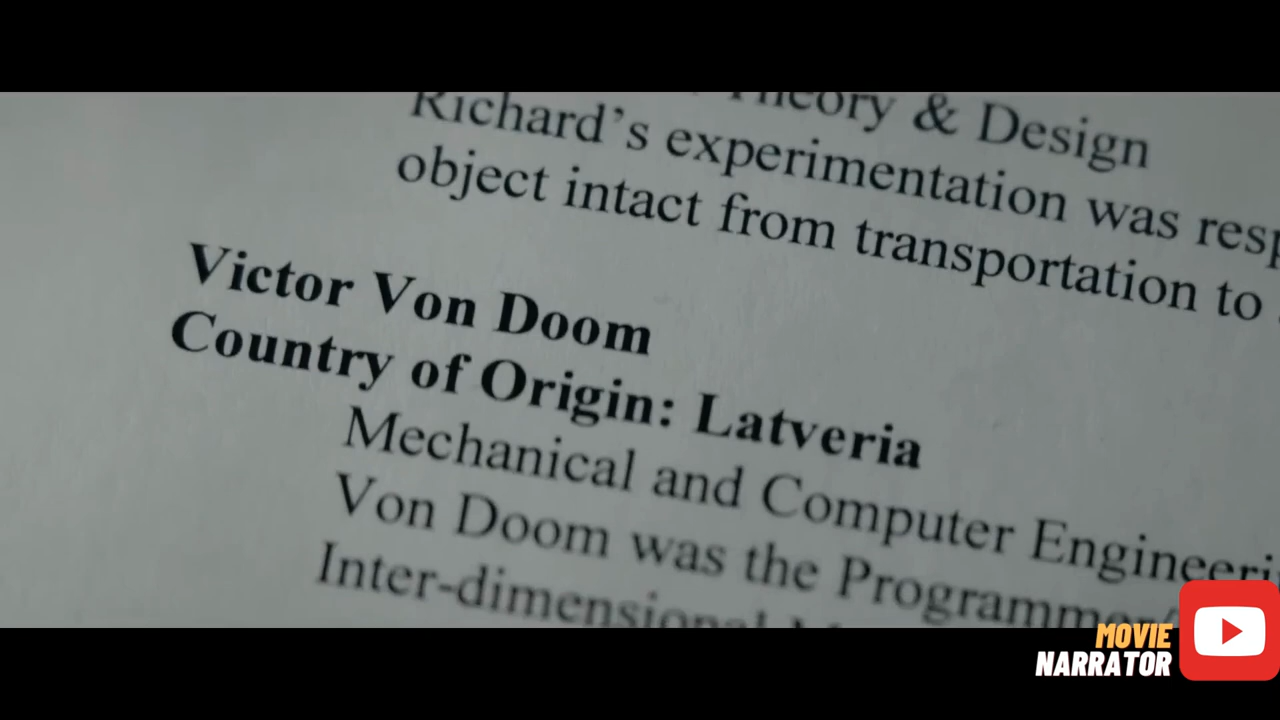 Theory & Design
Richard's experimentation was resp
object intact from transportation to
Victor Von Doom
Country of Origin: Latveria
Mechanical and Computer Engineeri
Von Doom was the Programmer/
Inter-dimensional
MOVIE
NARRATOR